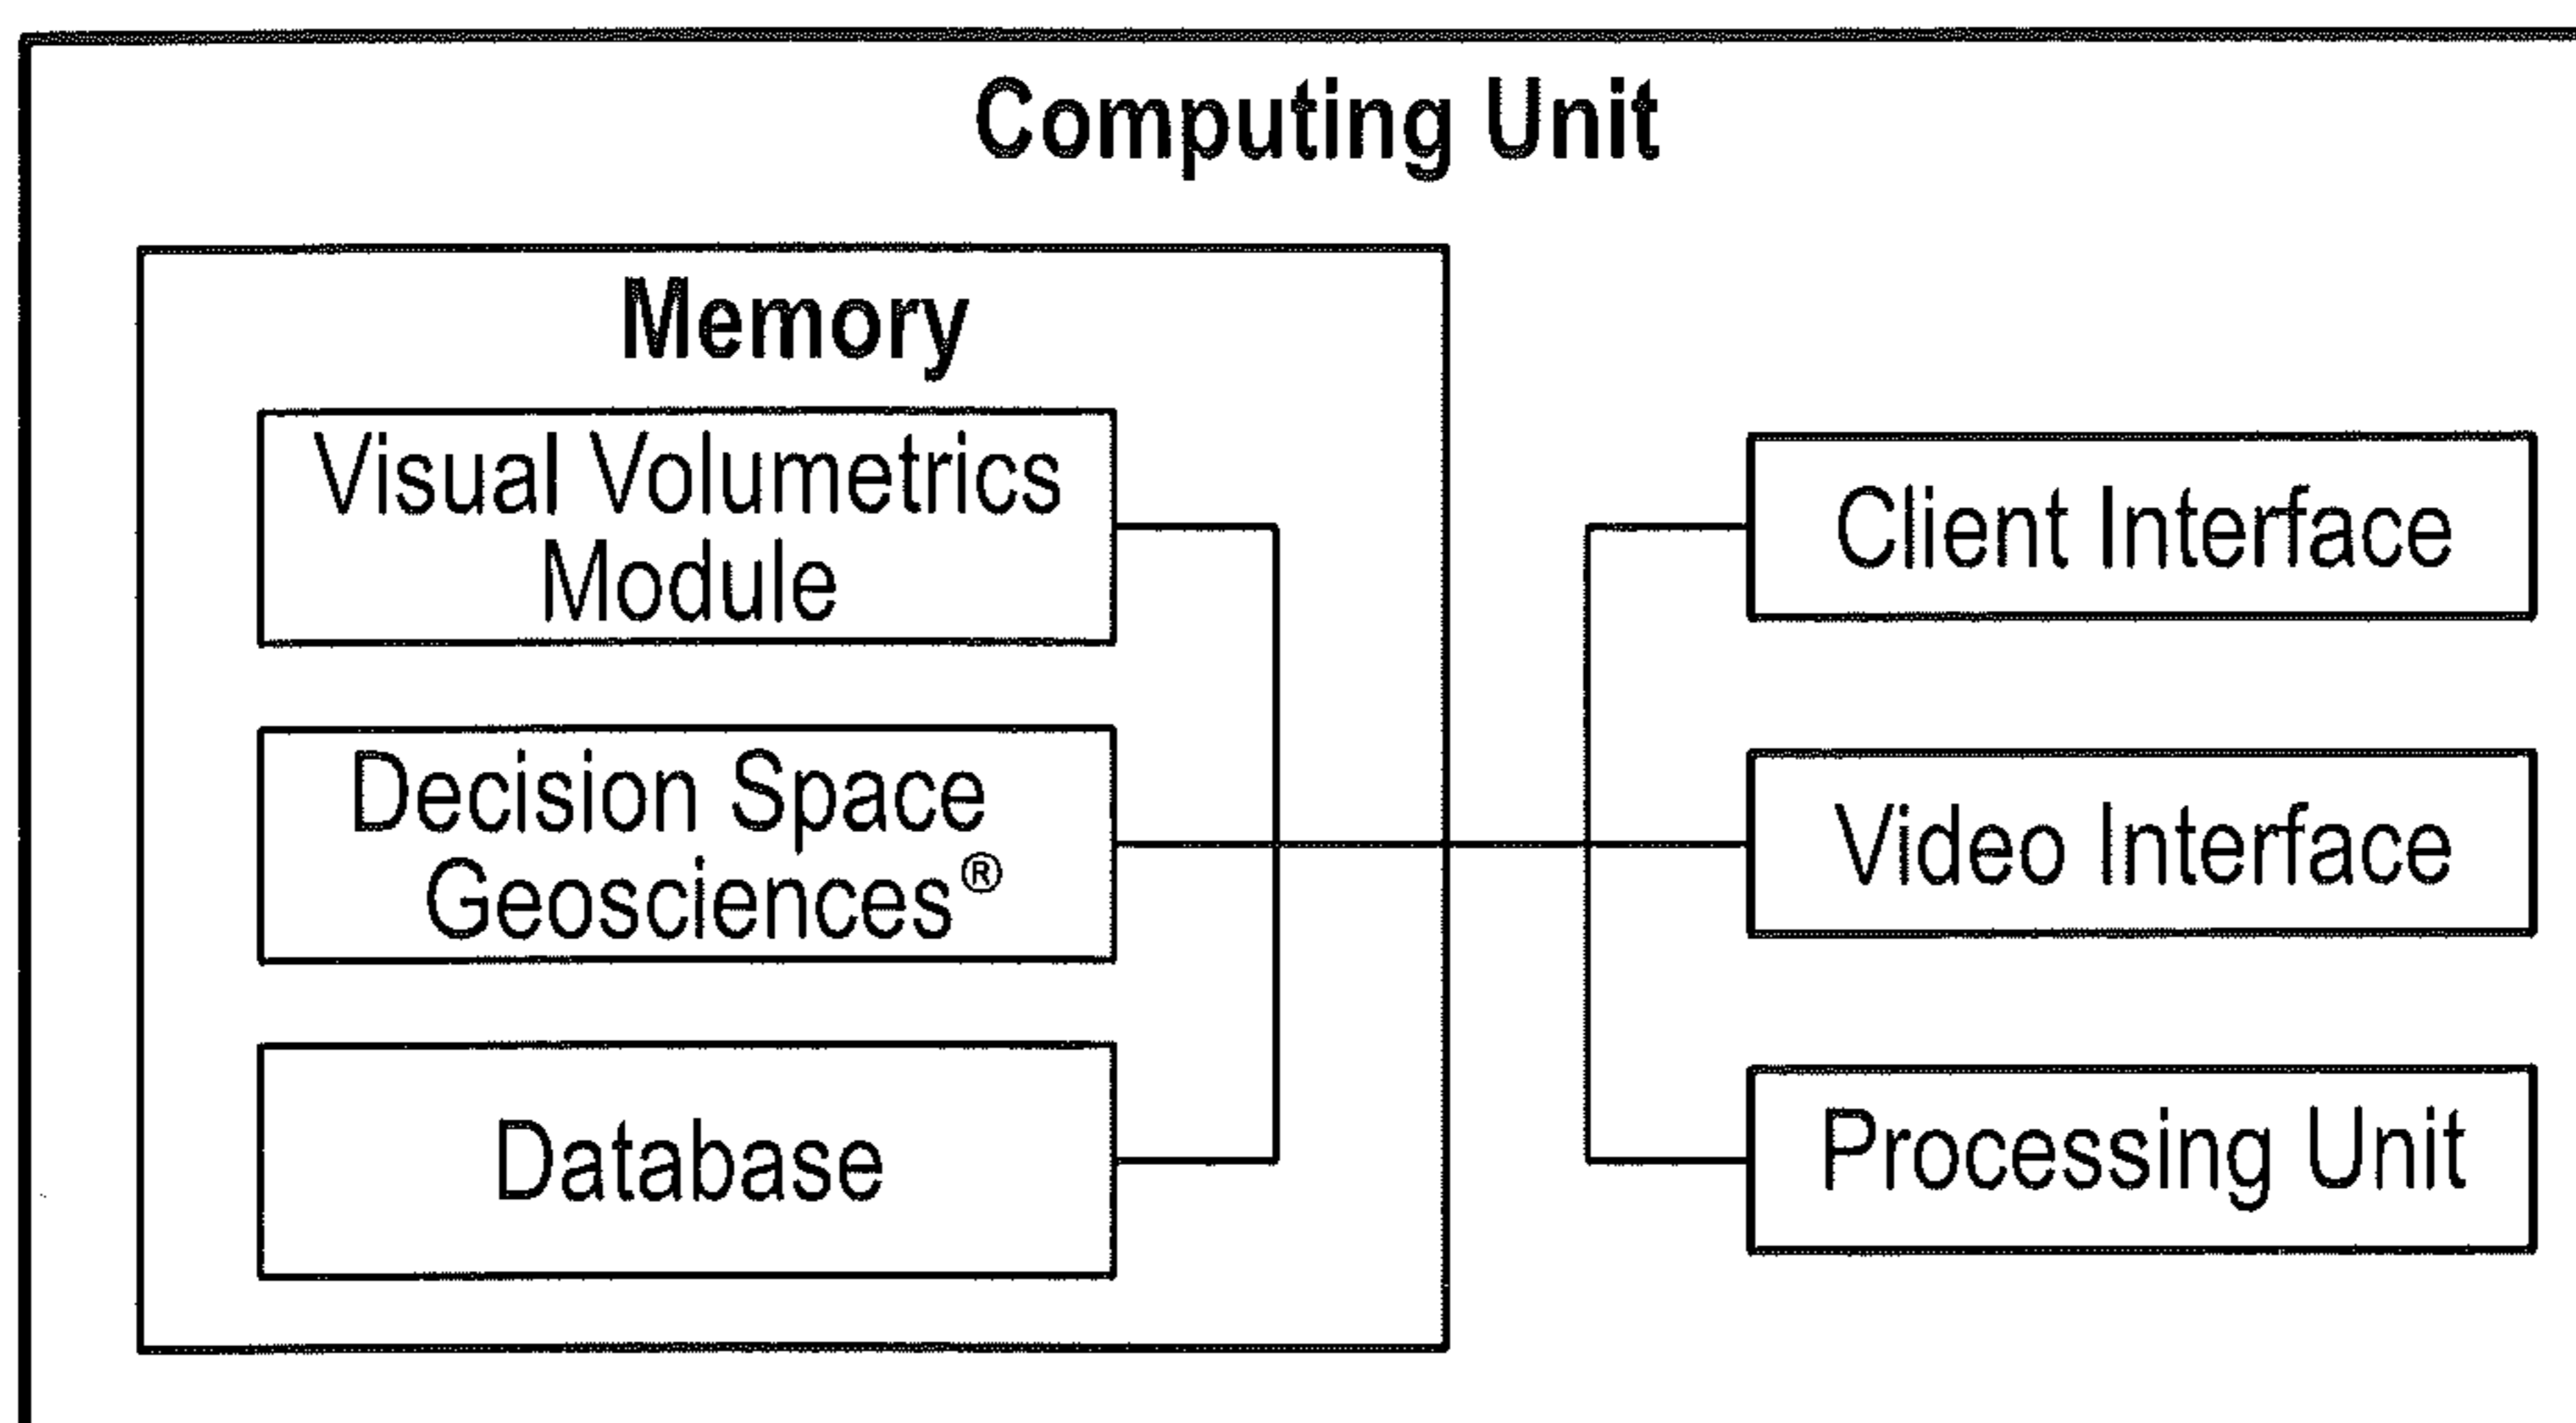 Computing Unit
Memory
Visual Volumetrics
Module
Decision Space
Geosciences®
Database
Client Interface
Video Interface
Processing Unit